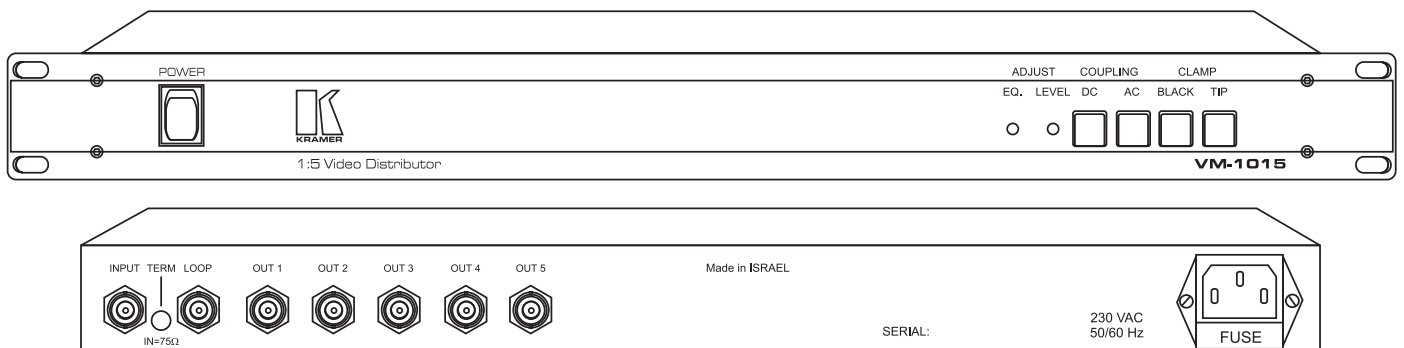 POWER
ADJUST COUPLING CLAMP
EQ. LEVEL DC AC BLACK TIP
K
KRAMER
1:5 Video Distributor
VM-1015
INPUT TERM LOOP OUT 1 OUT 2 OUT 3 OUT 4 OUT 5
IN=75Ω
Made in ISRAEL
SERIAL:
230 VAC
50/60 Hz
FUSE